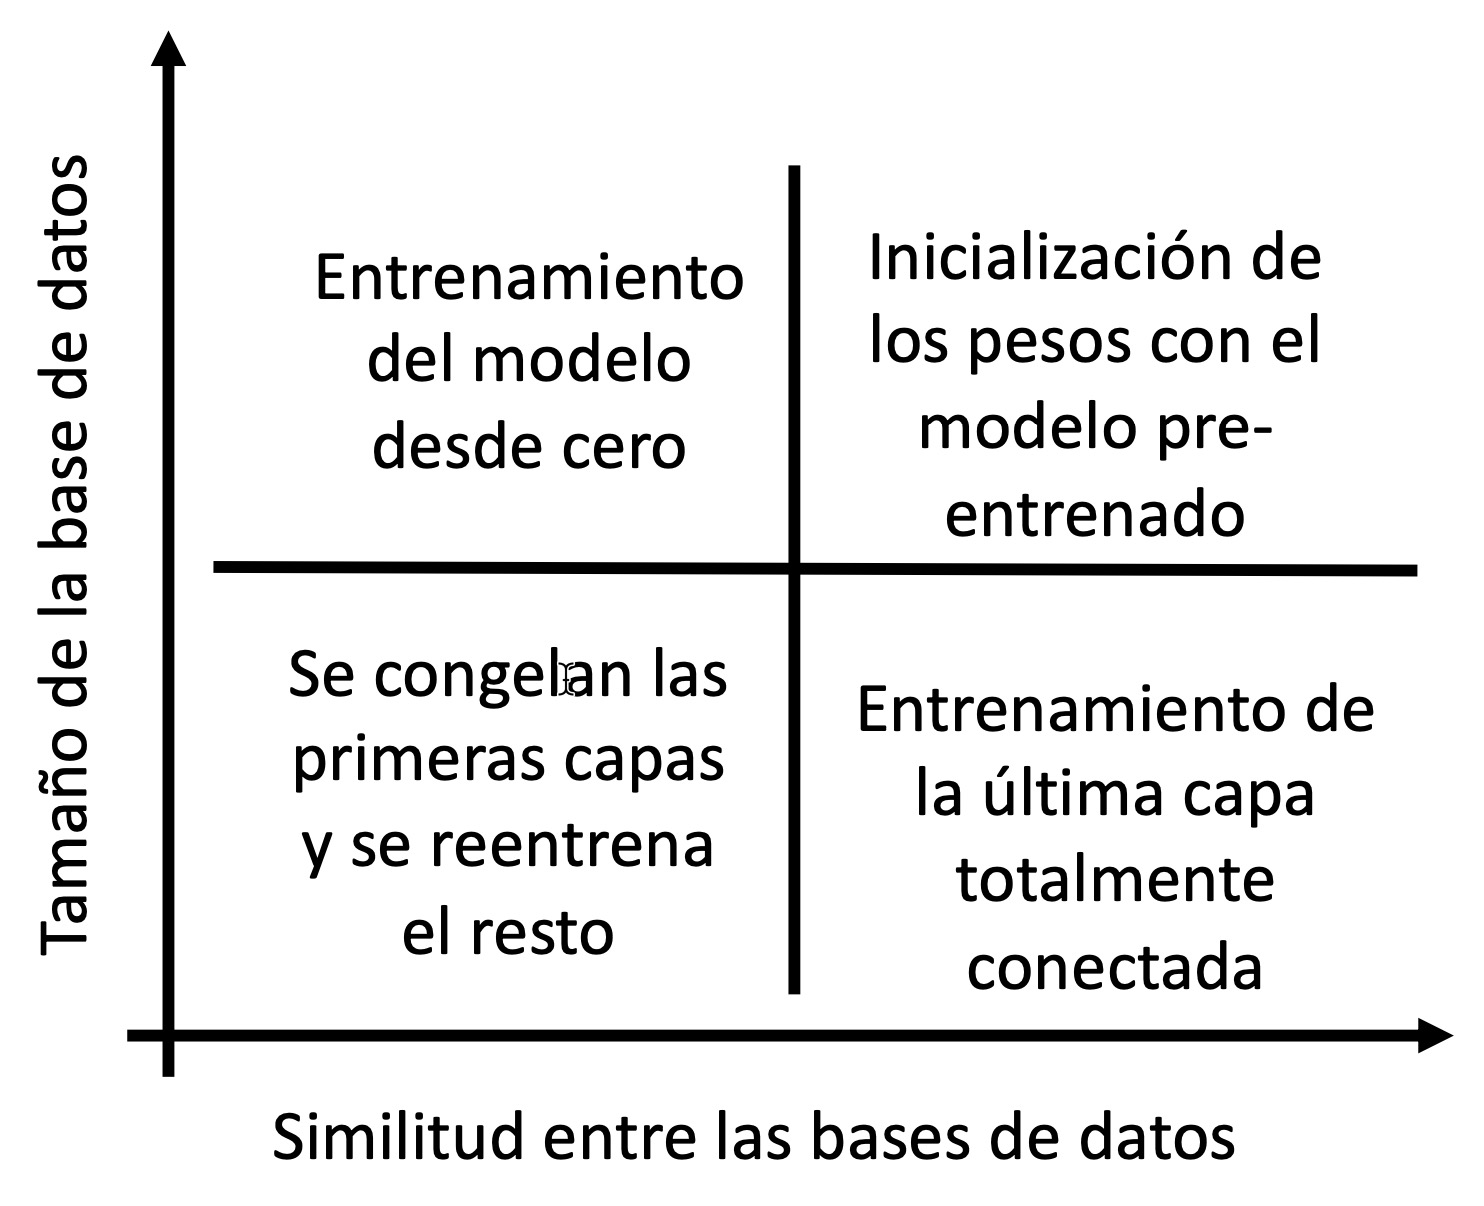 Tamaño de la base de datos
Entrenamiento
del modelo
desde cero
Inicialización de
los pesos con el
modelo pre-
entrenado
Se congelan las
primeras capas
y se reentrena
el resto
Entrenamiento de
la última capa
totalmente
conectada
Similitud entre las bases de datos